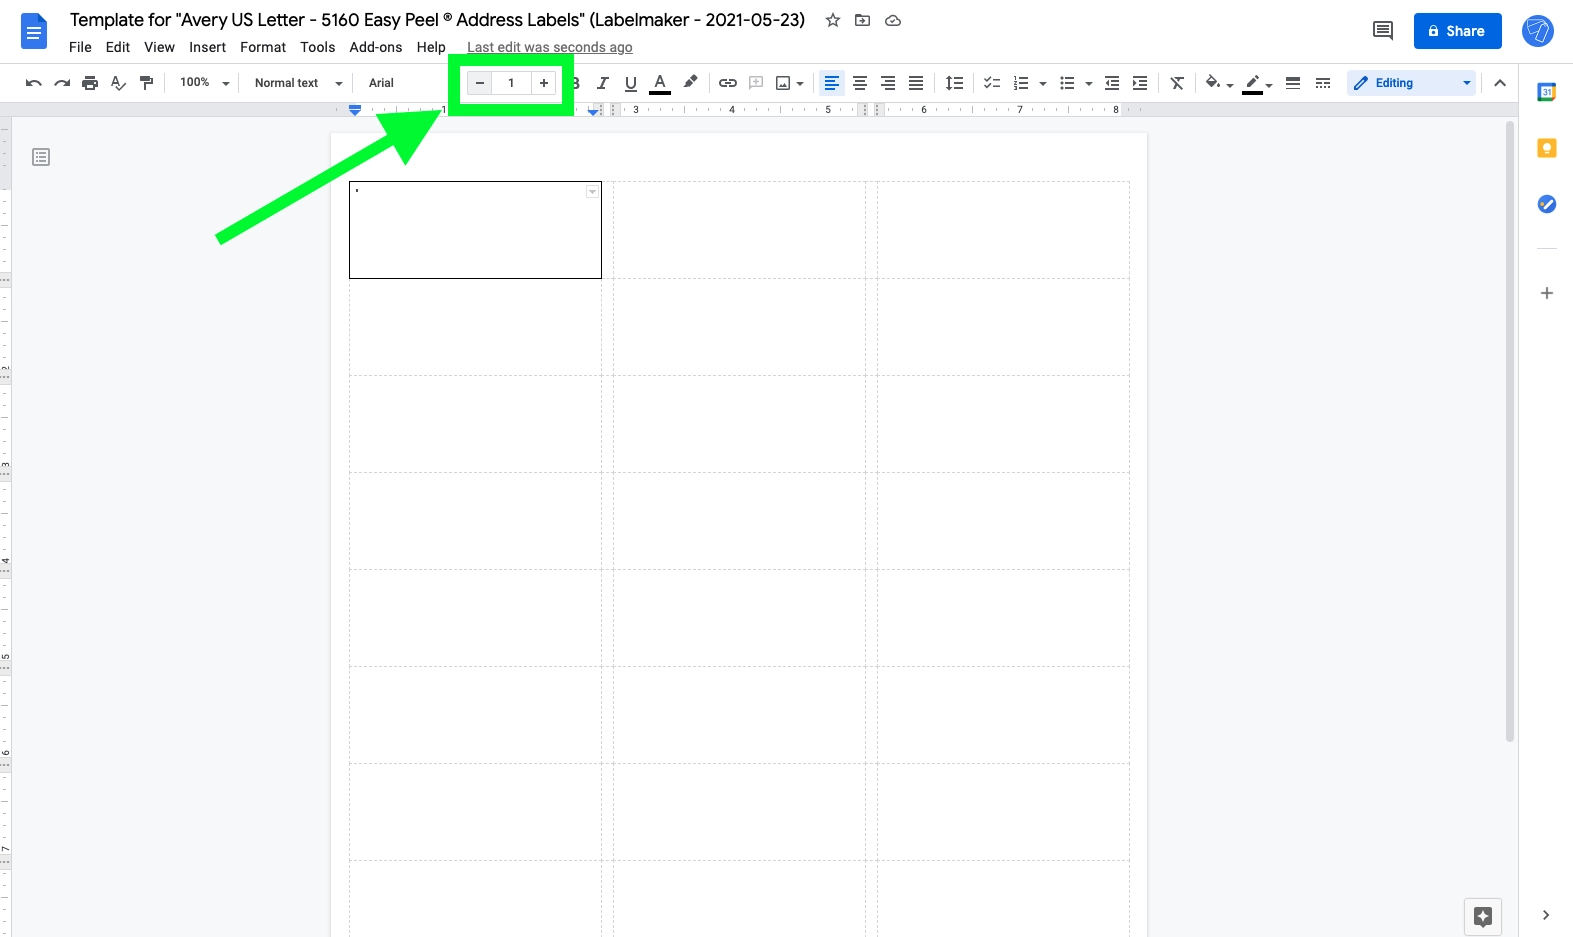 Template for "Avery US Letter - 5160 Easy Peel ® Address Labels" (Labelmaker - 2021-05-23)
File Edit View Insert Format Tools Add-ons Help Last edit was seconds ago
Share
100% Normal text Arial − 1 + B I U A Editing
1 3 4 5 6 7 8
31
2
3
4
5
6
7